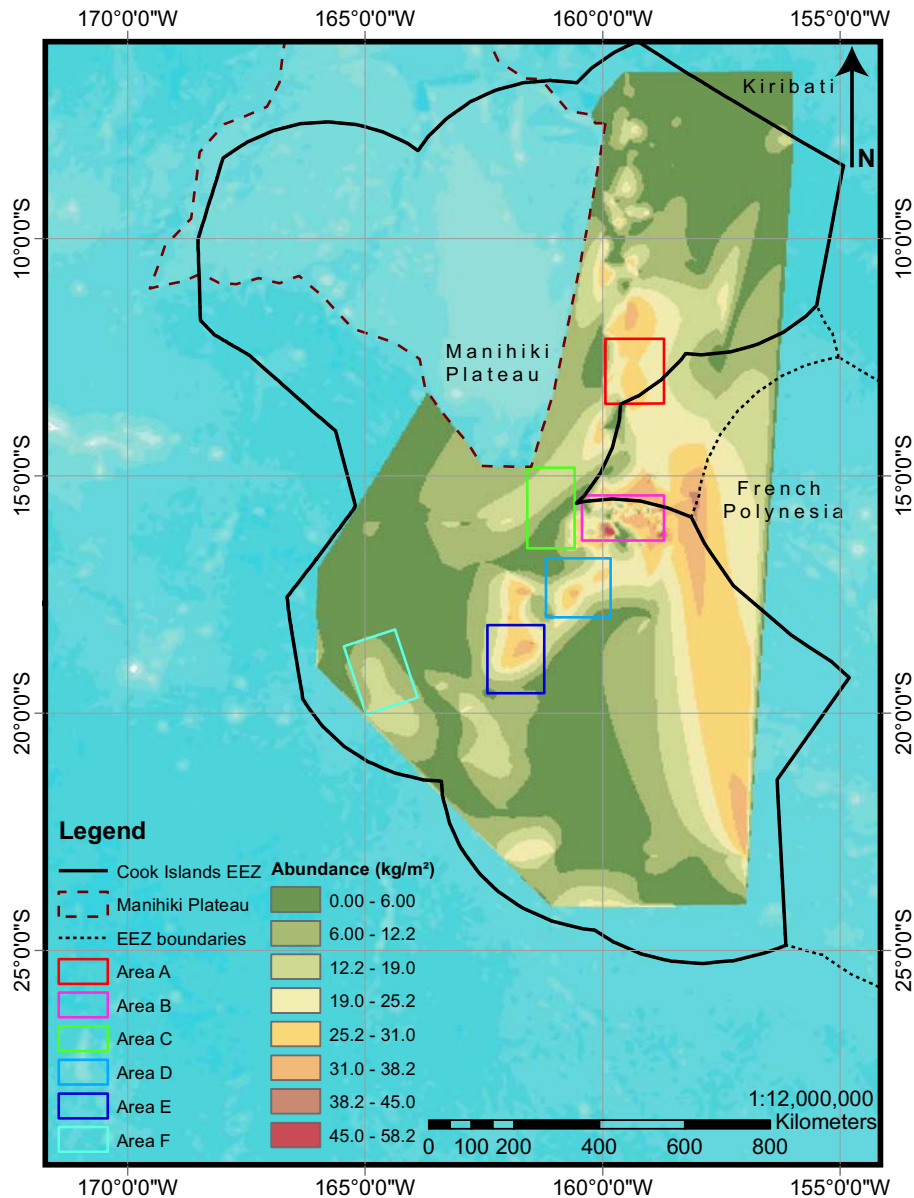 170°0'0"W 165°0'0"W 160°0'0"W 155°0'0"W
Kiribati
N
10°0'0"S 10°0'0"S
Manihiki
Plateau
15°0'0"S 15°0'0"S
French
Polynesia
20°0'0"S 20°0'0"S
25°0'0"S 25°0'0"S
Legend
Cook Islands EEZ
Manihiki Plateau
EEZ boundaries
Area A
Area B
Area C
Area D
Area E
Area F
Abundance (kg/m²)
0.00 - 6.00
6.00 - 12.2
12.2 - 19.0
19.0 - 25.2
25.2 - 31.0
31.0 - 38.2
38.2 - 45.0
45.0 - 58.2
1:12,000,000
Kilometers
0 100 200 400 600 800
170°0'0"W 165°0'0"W 160°0'0"W 155°0'0"W